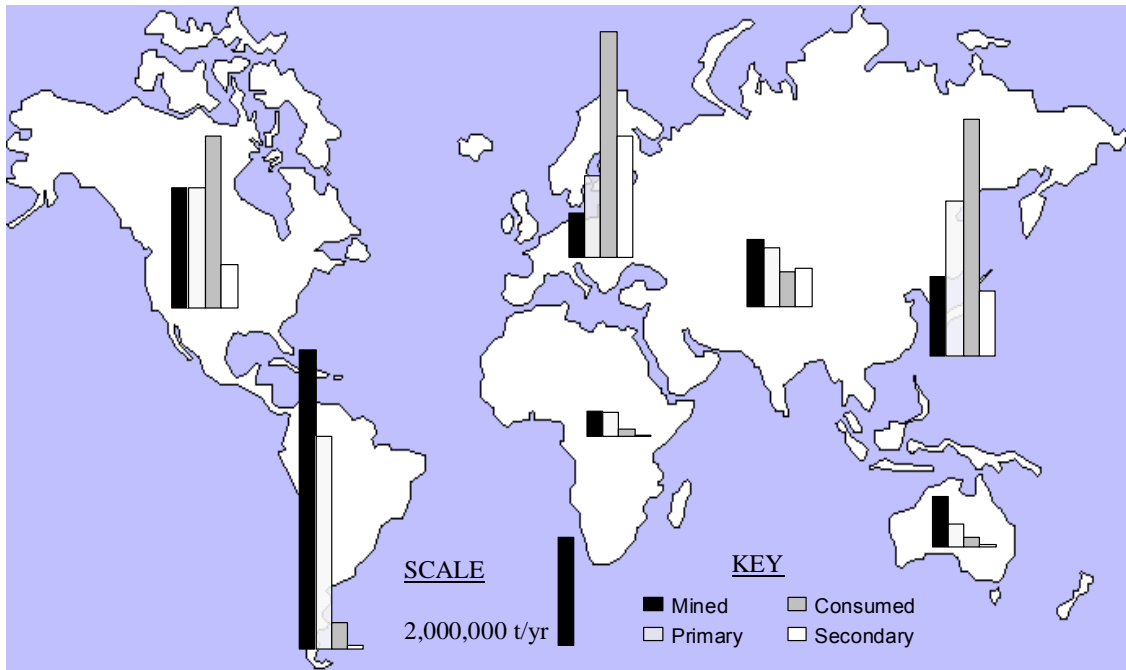 SCALE
2,000,000 t/yr
KEY
Mined
Consumed
Primary
Secondary